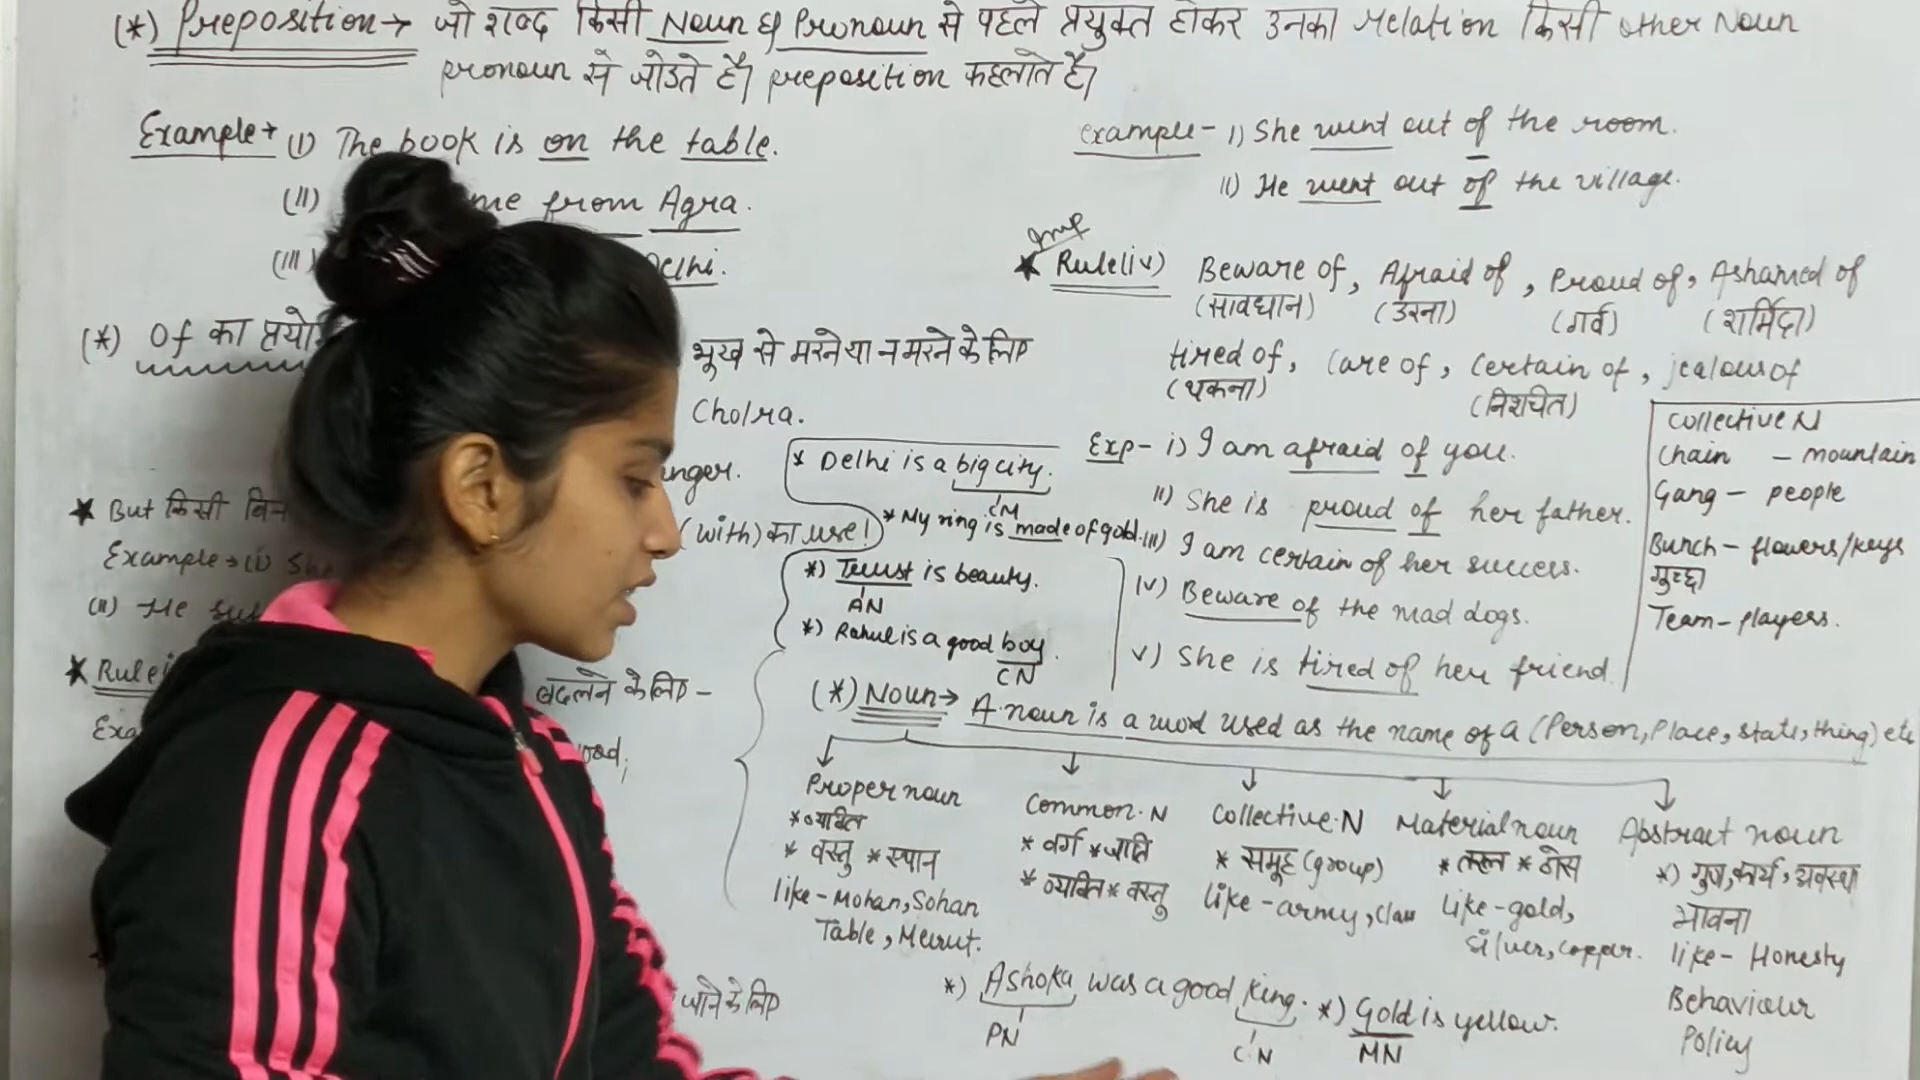 (*) Preposition → जो शब्द किसी Noun & Pronoun से पहले प्रयुक्त होकर उनका relation किसी other Noun
pronoun से जोडते है। preposition कहलाते है।
Example → (I) The book is on the table.
(II) me from Agra.
(III) Delhi.
(*) Of का प्रयोग
भूख से मरने या न मरने के लिए
Cholra.
nger.
★ But किसी
(with) का use!
Example → (i) She
(II) He
★ Rule
बदलने के लिए -
Exa
road;
जाने के लिए
example - I) She went out of the room.
II) He went out of the village.
Imp
★ Rule (iv) Beware of, Afraid of, Proud of, Ashamed of
(सावधान) (डरना) (गर्व) (शर्मिंदा)
tired of, Care of, Certain of, jealous of
(थकना) (निश्चित)
Exp - i) I am afraid of you.
II) She is proud of her father.
III) I am certain of her success.
IV) Beware of the mad dogs.
V) She is tired of her friend.
Collective N
Chain - mountain
Gang - people
Bunch - flowers/keys
गुच्छा
Team - players.
* Delhi is a big city.
CM
* My ring is made of gold.
*) Trust is beauty.
AN
*) Rahul is a good boy.
CN
(*) Noun → A noun is a word used as the name of a (Person, Place, state, thing) etc
Proper noun
* व्यक्ति
* वस्तु * स्थान
like - Mohan, Sohan
Table, Meerut.
Common. N
* वर्ग * जाति
* व्यक्ति * वस्तु
Collective. N
* समूह (group)
like - army, Class
Material noun
* तरल * ठोस
like - gold,
Silver, copper.
Abstract noun
*) गुण, कार्य, अवस्था
भावना
like - Honesty
Behaviour
Policy
*) Ashoka was a good king.
PN
C.N
*) Gold is yellow.
MN